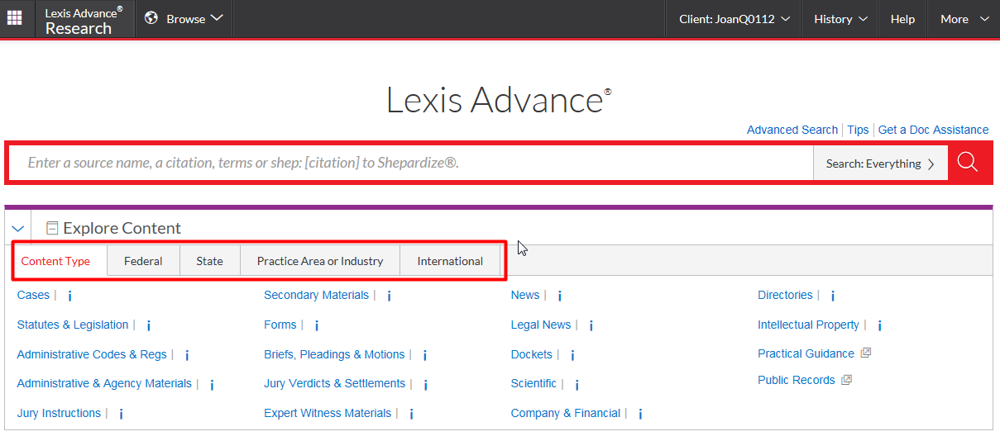 Lexis Advance®
Research
Browse
Client: JoanQ0112
History
Help
More
Lexis Advance®
Advanced Search | Tips | Get a Doc Assistance
Enter a source name, a citation, terms or shep: [citation] to Shepardize®.
Search: Everything
Explore Content
Content Type Federal State Practice Area or Industry International
Cases | i Secondary Materials | i News | i Directories | i
Statutes & Legislation | i Forms | i Legal News | i Intellectual Property | i
Administrative Codes & Regs | i Briefs, Pleadings & Motions | i Dockets | i Practical Guidance
Administrative & Agency Materials | i Jury Verdicts & Settlements | i Scientific | i Public Records
Jury Instructions | i Expert Witness Materials | i Company & Financial | i